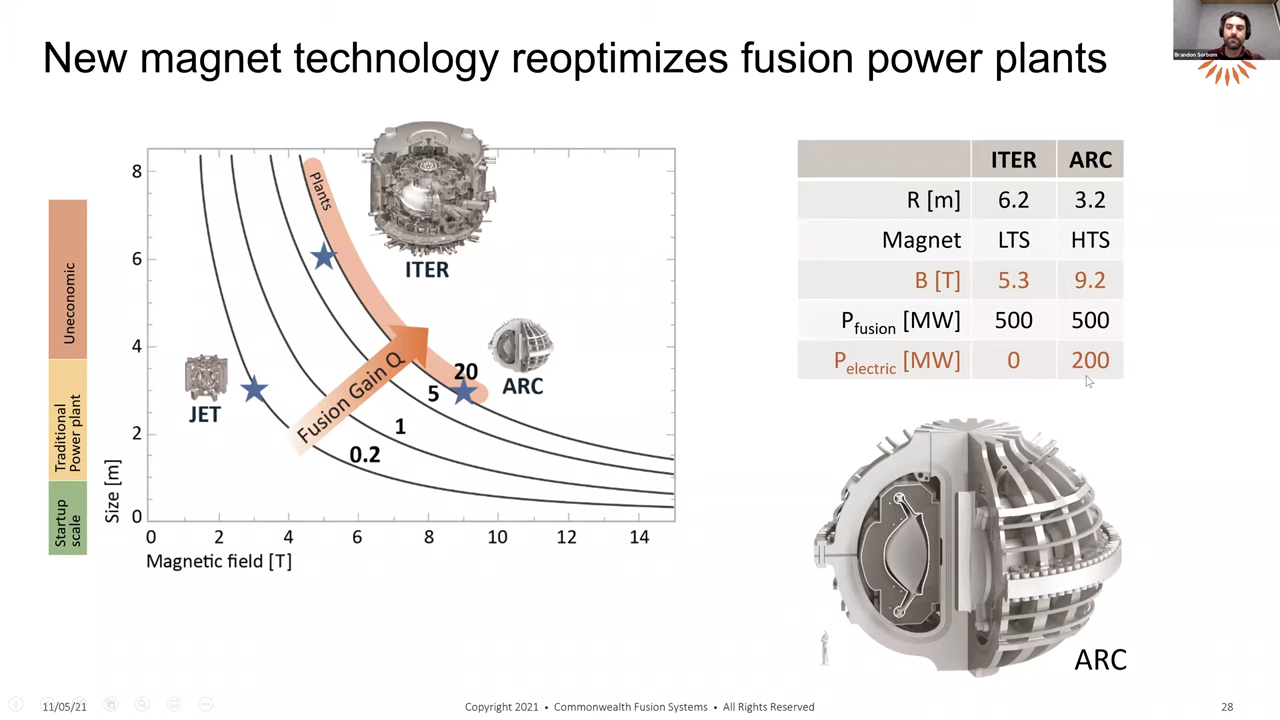 New magnet technology reoptimizes fusion power plants
Brandon Sorbom
Uneconomic
Traditional
Power plant
Startup
scale
Size [m]
8
6
4
2
0
0 2 4 6 8 10 12 14
Magnetic field [T]
Plants
ITER
JET
ARC
Fusion Gain Q
20
5
1
0.2
ITER ARC
R [m] 6.2 3.2
Magnet LTS HTS
B [T] 5.3 9.2
Pfusion [MW] 500 500
Pelectric [MW] 0 200
ARC
11/05/21
Copyright 2021 • Commonwealth Fusion Systems • All Rights Reserved
28